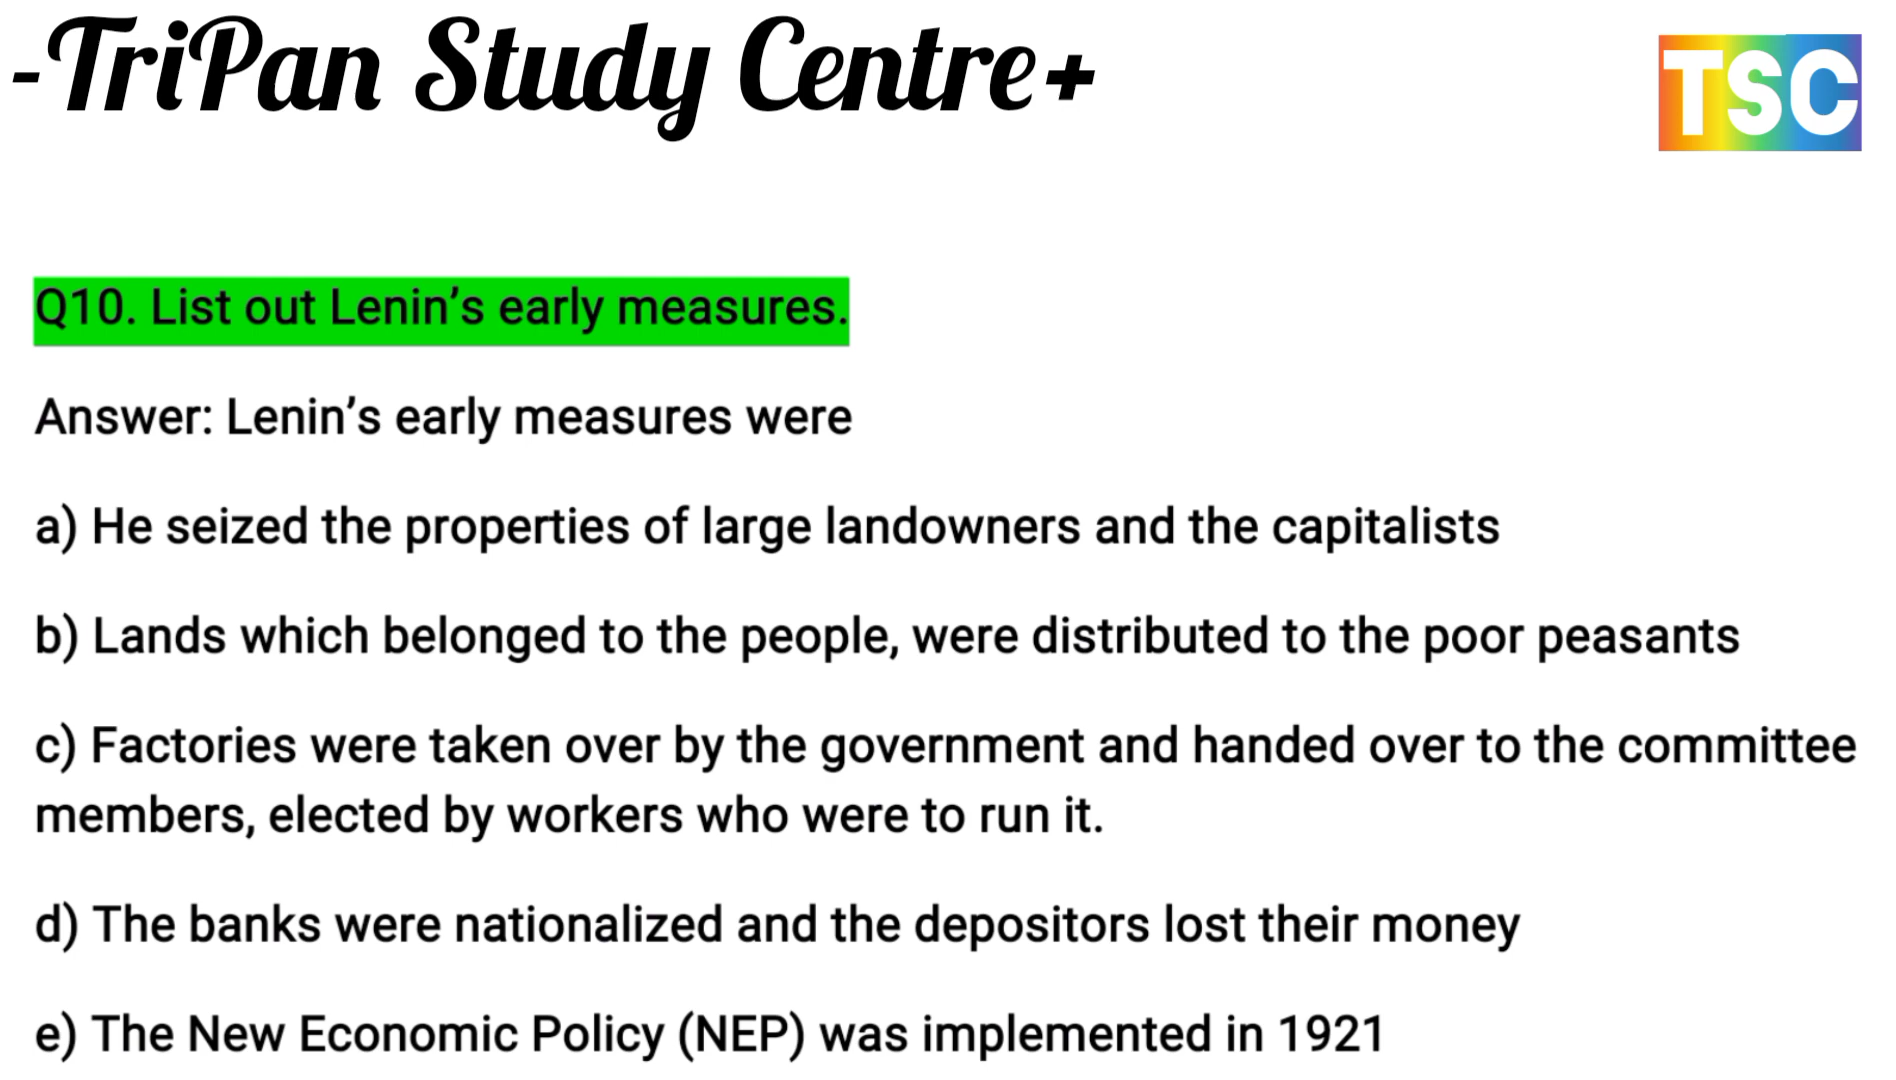 -TriPan Study Centre+
TSC
Q10. List out Lenin’s early measures.
Answer: Lenin’s early measures were
a) He seized the properties of large landowners and the capitalists
b) Lands which belonged to the people, were distributed to the poor peasants
c) Factories were taken over by the government and handed over to the committee
members, elected by workers who were to run it.
d) The banks were nationalized and the depositors lost their money
e) The New Economic Policy (NEP) was implemented in 1921